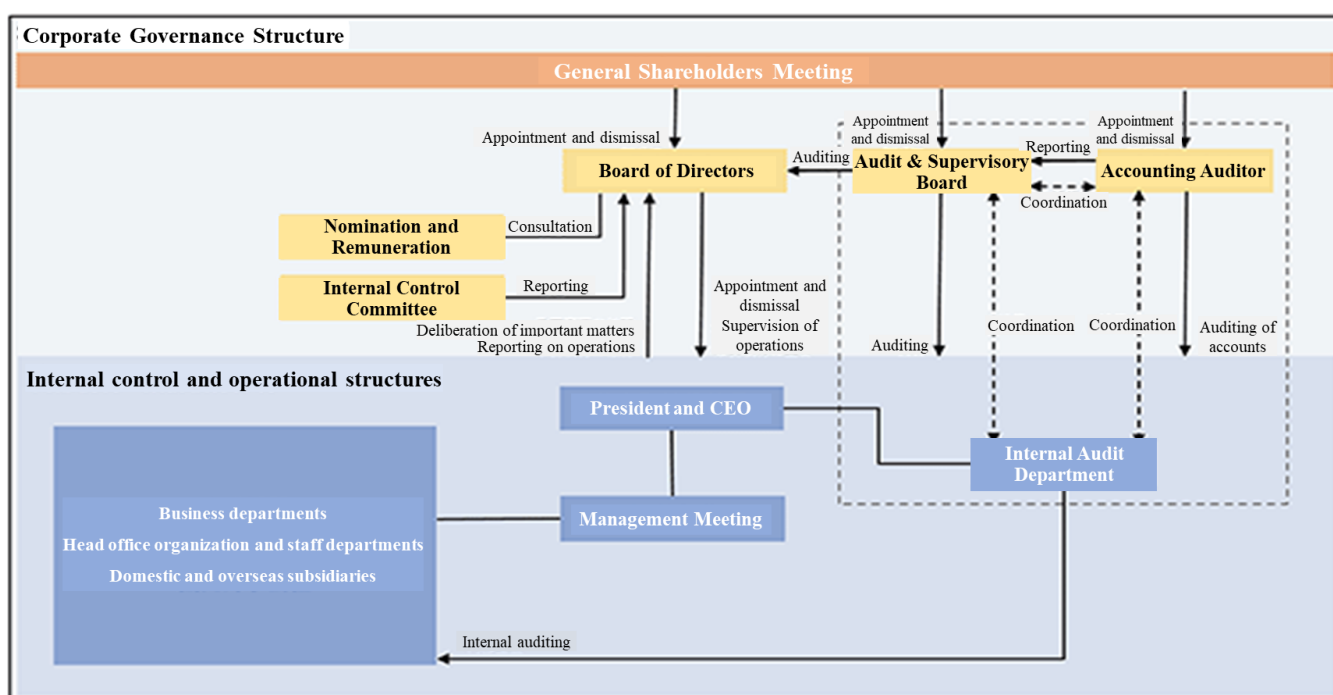 Corporate Governance Structure
General Shareholders Meeting
Appointment and dismissal
Appointment
and dismissal
Appointment
and dismissal
Board of Directors
Auditing
Audit & Supervisory
Board
Reporting
Accounting Auditor
Coordination
Nomination and
Remuneration
Consultation
Internal Control
Committee
Reporting
Deliberation of important matters
Reporting on operations
Appointment and
dismissal
Supervision of
operations
Auditing
Coordination
Coordination
Auditing of
accounts
Internal control and operational structures
President and CEO
Internal Audit
Department
Management Meeting
Business departments
Head office organization and staff departments
Domestic and overseas subsidiaries
Internal auditing